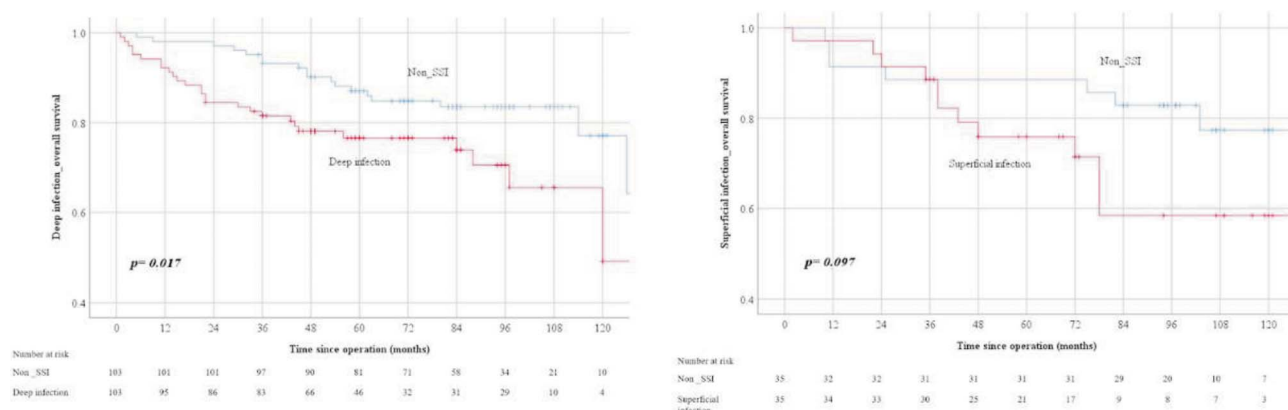 Deep infection_overall survival
1.0
0.8
0.6
0.4
Non_SSI
Deep infection
p= 0.017
0 12 24 36 48 60 72 84 96 108 120
Time since operation (months)
Number at risk
Non _SSI 103 101 101 97 90 81 71 58 34 21 10
Deep infection 103 95 86 83 66 46 32 31 29 10 4
Superficial infection_overall survival
1.0
0.8
0.6
0.4
Non_SSI
Superficial infection
p= 0.097
0 12 24 36 48 60 72 84 96 108 120
Time since operation (months)
Number at risk
Non _SSI 35 32 32 31 31 31 31 29 20 10 7
Superficial 35 34 33 30 25 21 17 9 8 7 3
infection